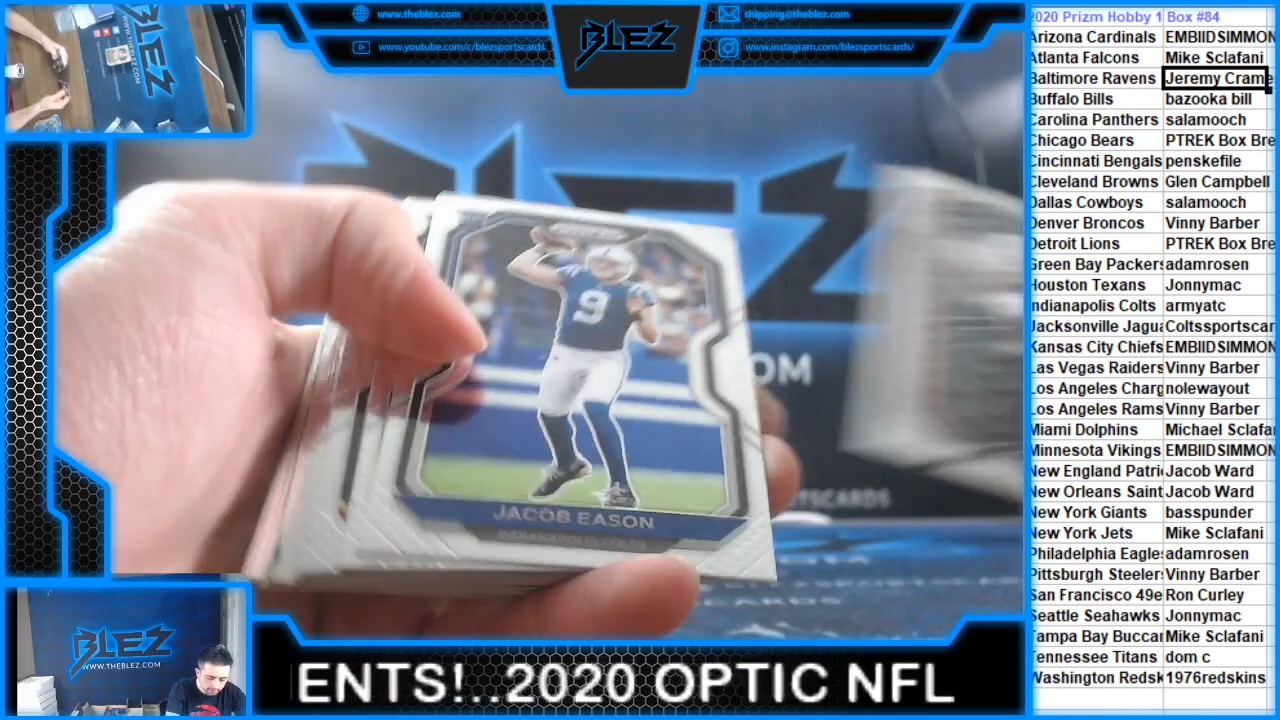 www.theblez.com
shipping@theblez.com
www.youtube.com/c/blezsportscards
www.instagram.com/blezsportscards/
BLEZ
BLEZ
BLEZ
OM
TSCARDS
9
JACOB EASON
INDIANAPOLIS COLTS
BLEZ
WWW.THEBLEZ.COM
ENTS!..2020 OPTIC NFL
2020 Prizm Hobby 1 Box #84
Arizona Cardinals EMBIIDSIMMON
Atlanta Falcons Mike Sclafani
Baltimore Ravens Jeremy Crame
Buffalo Bills bazooka bill
Carolina Panthers salamooch
Chicago Bears PTREK Box Bre
Cincinnati Bengals penskefile
Cleveland Browns Glen Campbell
Dallas Cowboys salamooch
Denver Broncos Vinny Barber
Detroit Lions PTREK Box Bre
Green Bay Packers adamrosen
Houston Texans Jonnymac
Indianapolis Colts armyatc
Jacksonville Jagua Coltssportscar
Kansas City Chiefs EMBIIDSIMMON
Las Vegas Raiders Vinny Barber
Los Angeles Charg nolewayout
Los Angeles Rams Vinny Barber
Miami Dolphins Michael Sclafa
Minnesota Vikings EMBIIDSIMMON
New England Patri Jacob Ward
New Orleans Saint Jacob Ward
New York Giants basspunder
New York Jets Mike Sclafani
Philadelphia Eagles adamrosen
Pittsburgh Steelers Vinny Barber
San Francisco 49e Ron Curley
Seattle Seahawks Jonnymac
Tampa Bay Buccar Mike Sclafani
Tennessee Titans dom c
Washington Redsk 1976redskins